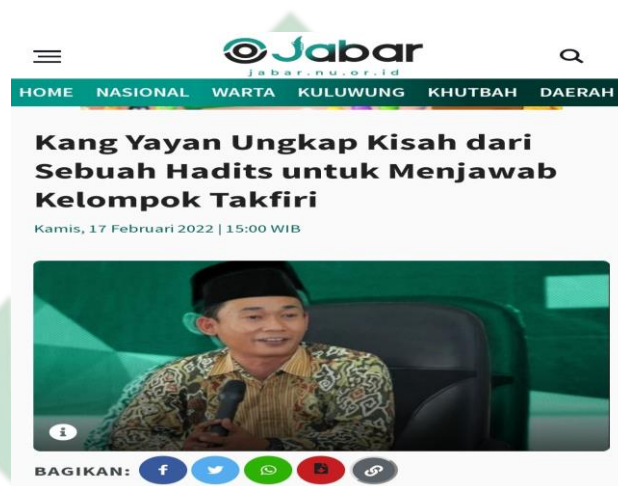 Jabar
jabar.nu.or.id
HOME NASIONAL WARTA KULUWUNG KHUTBAH DAERAH
Kang Yayan Ungkap Kisah dari
Sebuah Hadits untuk Menjawab
Kelompok Takfiri
Kamis, 17 Februari 2022 | 15:00 WIB
i
BAGIKAN: f